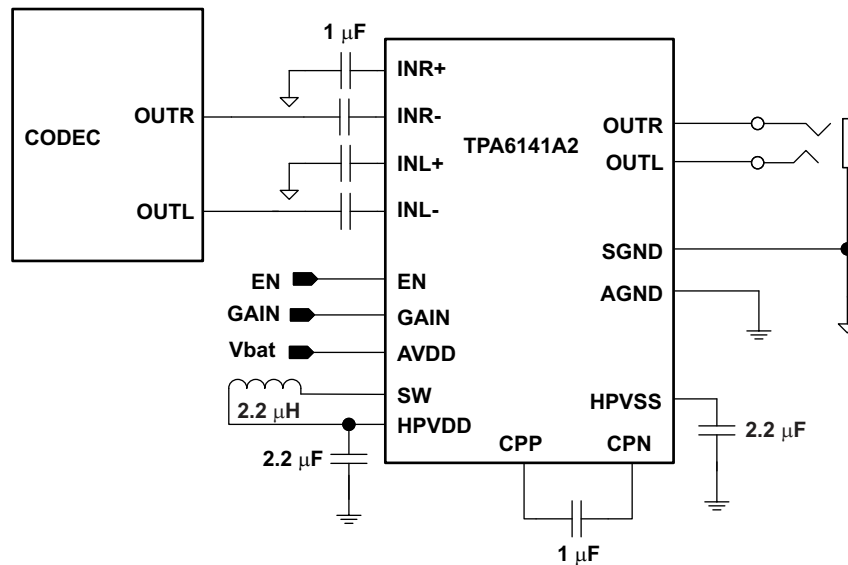 1 μF
INR+
OUTR
INR-
CODEC
TPA6141A2
OUTR
INL+
OUTL
OUTL
INL-
SGND
EN
EN
AGND
GAIN
GAIN
Vbat
AVDD
SW
2.2 μH
HPVDD
HPVSS
2.2 μF
2.2 μF
CPP
CPN
1 μF